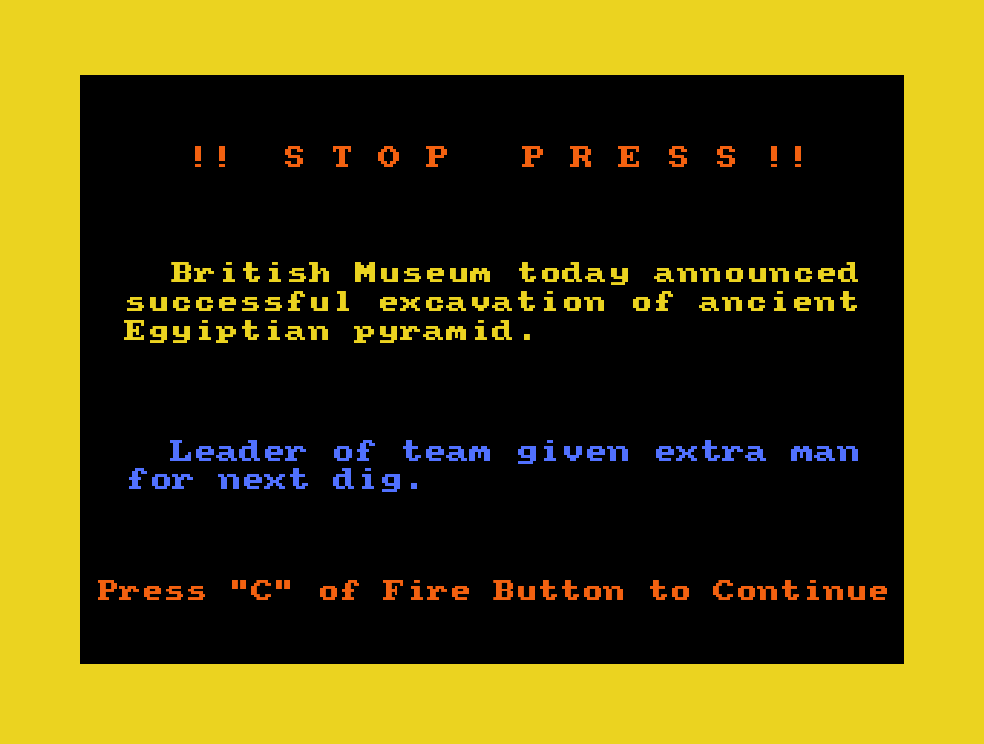 !! S T O P P R E S S !!
British Museum today announced
successful excavation of ancient
Egyiptian pyramid.
Leader of team given extra man
for next dig.
Press "C" of Fire Button to Continue